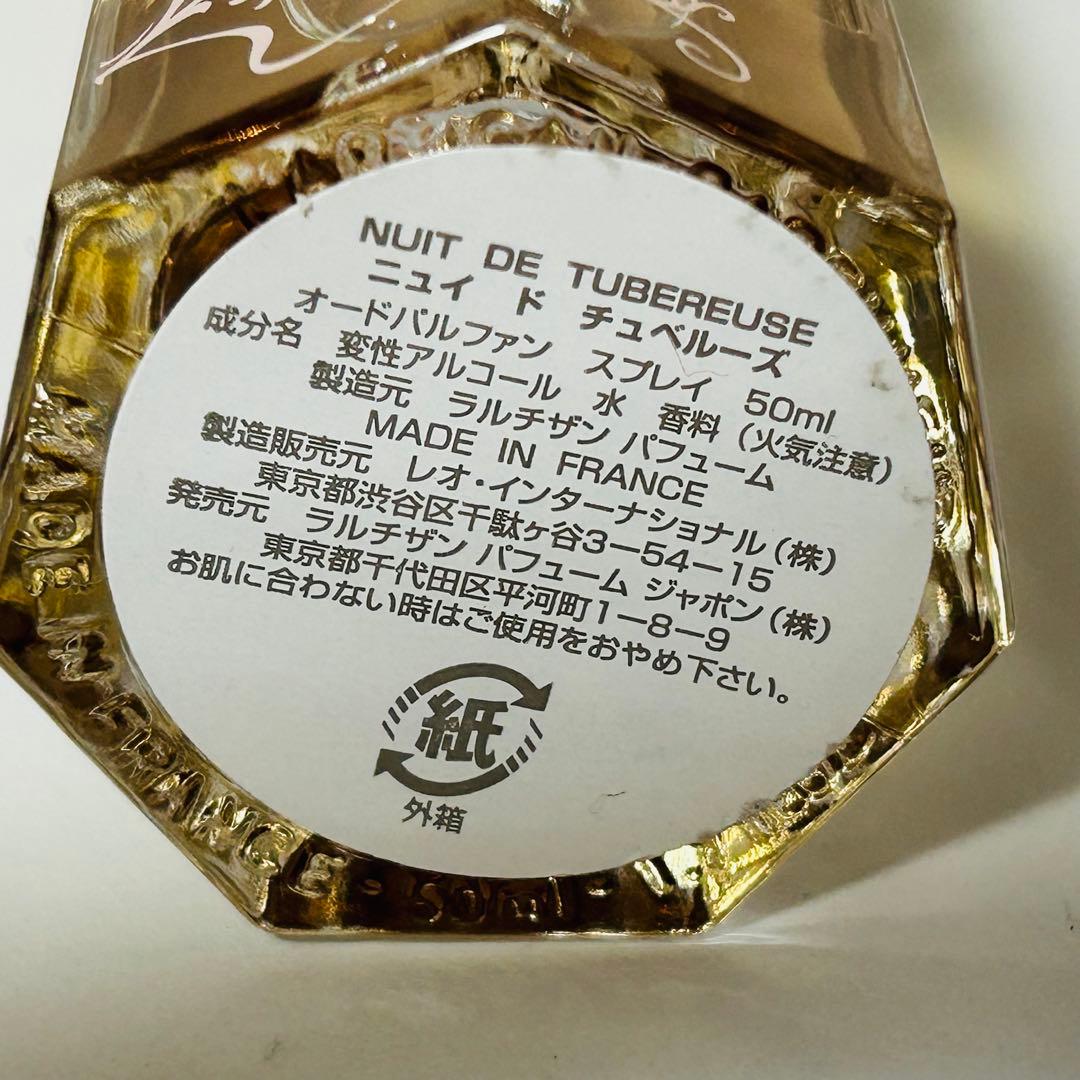 NUIT DE TUBEREUSE
ニュイ ド チュベルーズ
オードパルファン スプレイ 50ml
成分名 変性アルコール 水 香料 (火気注意)
製造元 ラルチザン パフューム
MADE IN FRANCE
製造販売元 レオ・インターナショナル(株)
東京都渋谷区千駄ヶ谷3-54-15
発売元 ラルチザン パフューム ジャポン(株)
東京都千代田区平河町1-8-9
お肌に合わない時はご使用をおやめ下さい。
紙
外箱
MADE IN FRANCE · 50ml ·